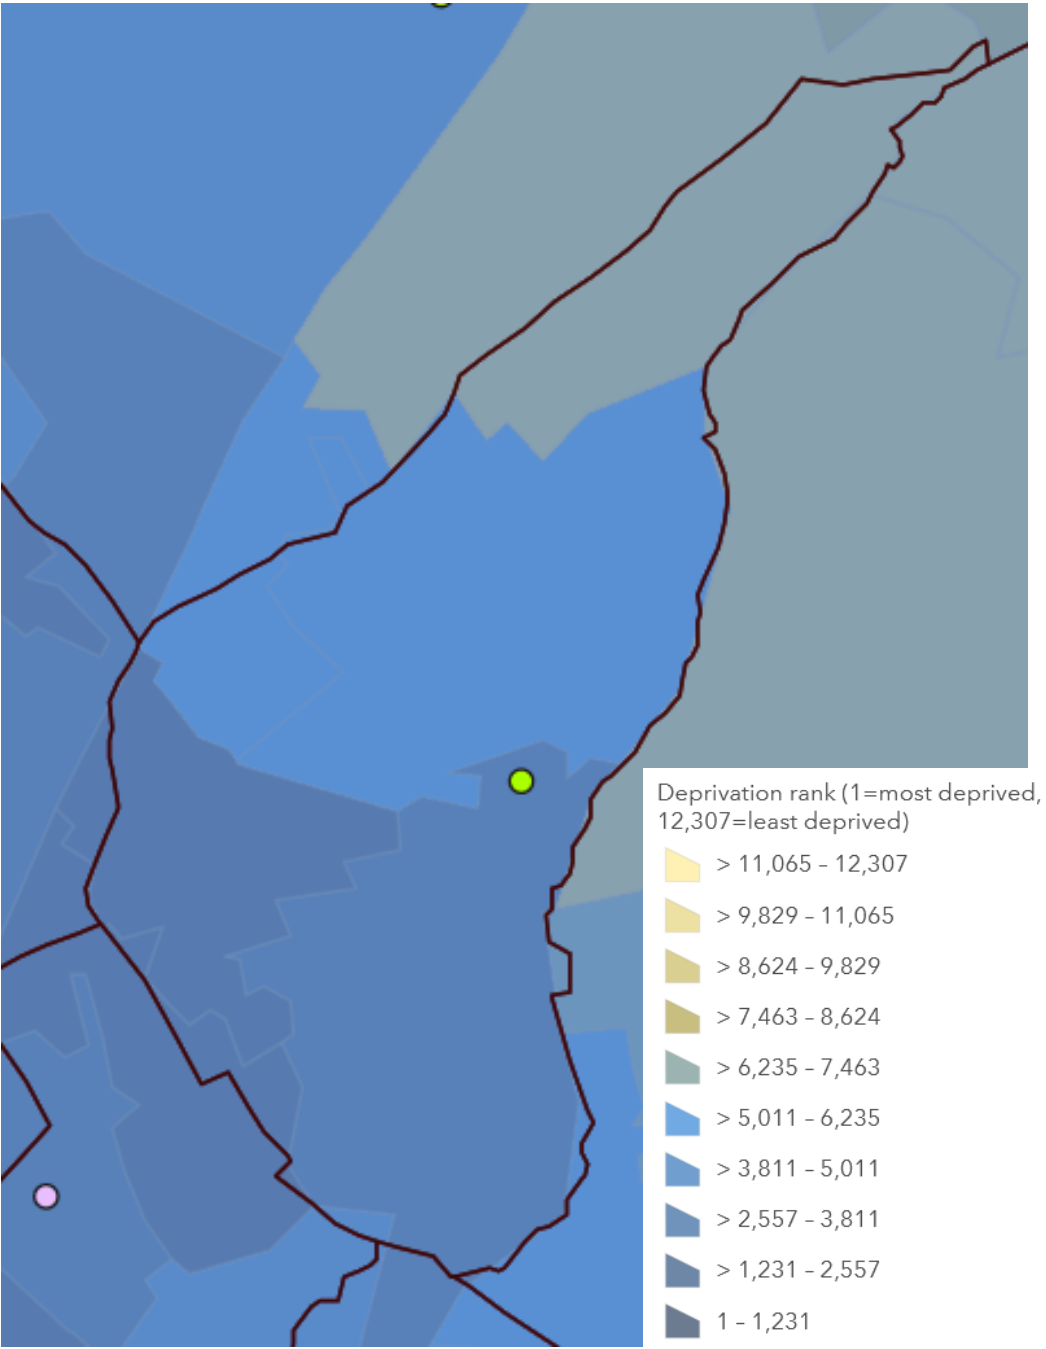 Deprivation rank (1=most deprived,
12,307=least deprived)
> 11,065 – 12,307
> 9,829 – 11,065
> 8,624 – 9,829
> 7,463 – 8,624
> 6,235 – 7,463
> 5,011 – 6,235
> 3,811 – 5,011
> 2,557 – 3,811
> 1,231 – 2,557
1 – 1,231